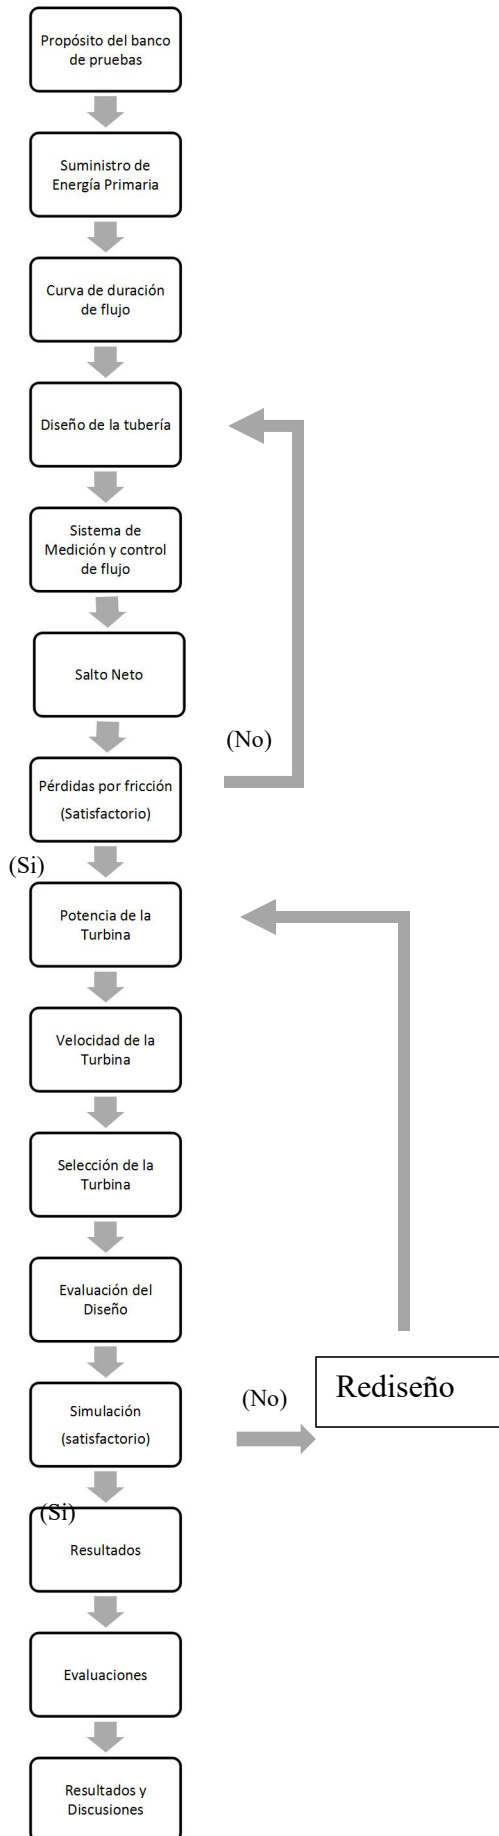 Propósito del banco
de pruebas
Suministro de
Energía Primaria
Curva de duración
de flujo
Diseño de la tubería
Sistema de
Medición y control
de flujo
Salto Neto
(No)
Pérdidas por fricción
(Satisfactorio)
(Si)
Potencia de la
Turbina
Velocidad de la
Turbina
Selección de la
Turbina
Evaluación del
Diseño
Simulación
(satisfactorio)
(No)
Rediseño
(Si)
Resultados
Evaluaciones
Resultados y
Discusiones